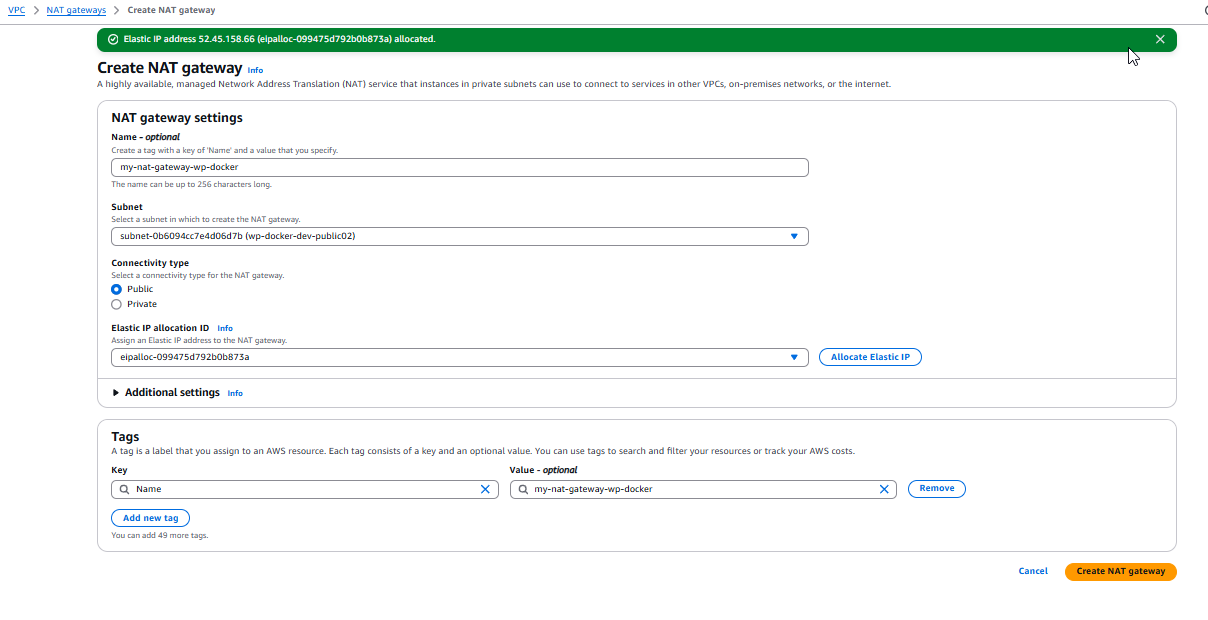 VPC > NAT gateways > Create NAT gateway
Elastic IP address 52.45.158.66 (eipalloc-099475d792b0b873a) allocated.
Create NAT gateway Info
A highly available, managed Network Address Translation (NAT) service that instances in private subnets can use to connect to services in other VPCs, on-premises networks, or the internet.
NAT gateway settings
Name - optional
Create a tag with a key of 'Name' and a value that you specify.
my-nat-gateway-wp-docker
The name can be up to 256 characters long.
Subnet
Select a subnet in which to create the NAT gateway.
subnet-0b6094cc7e4d06d7b (wp-docker-dev-public02)
Connectivity type
Select a connectivity type for the NAT gateway.
Public
Private
Elastic IP allocation ID Info
Assign an Elastic IP address to the NAT gateway.
eipalloc-099475d792b0b873a Allocate Elastic IP
Additional settings Info
Tags
A tag is a label that you assign to an AWS resource. Each tag consists of a key and an optional value. You can use tags to search and filter your resources or track your AWS costs.
Key Value - optional
Name my-nat-gateway-wp-docker Remove
Add new tag
You can add 49 more tags.
Cancel Create NAT gateway